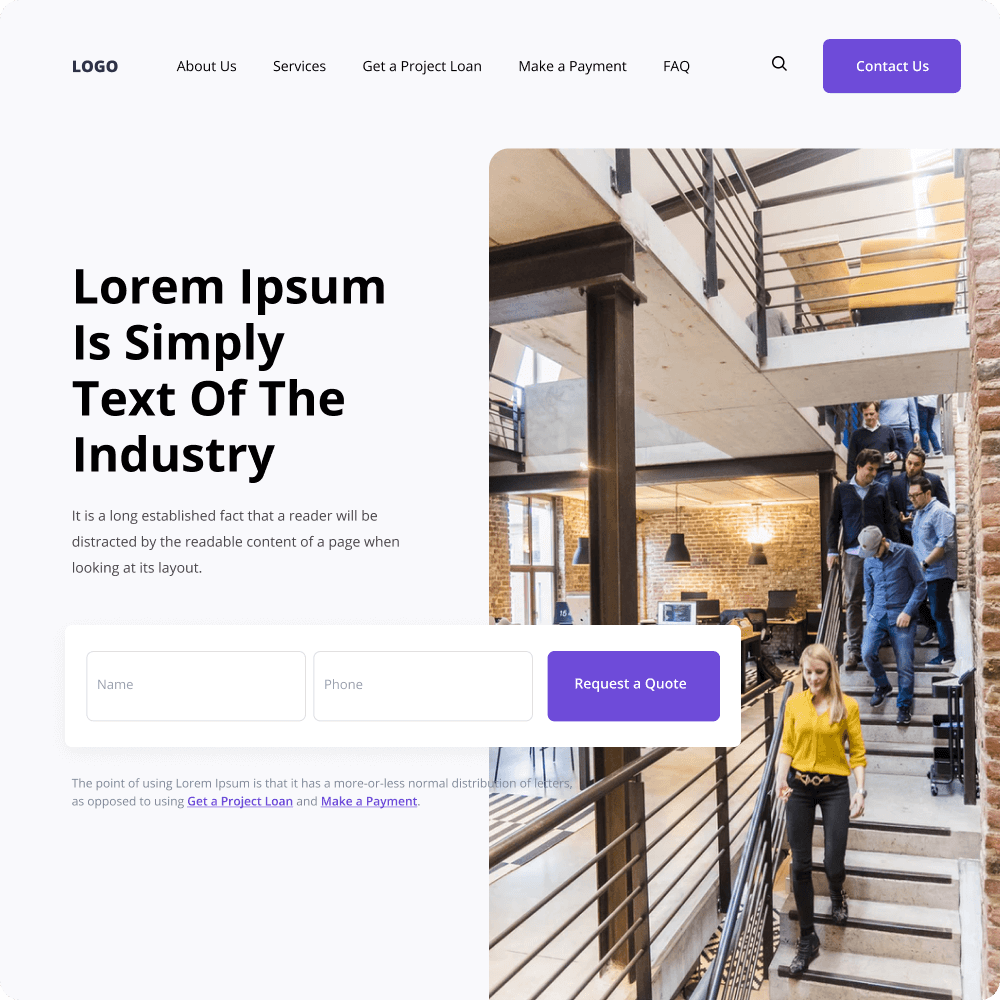 LOGO About Us Services Get a Project Loan Make a Payment FAQ Contact Us
Lorem Ipsum
Is Simply
Text Of The
Industry
It is a long established fact that a reader will be
distracted by the readable content of a page when
looking at its layout.
Name Phone Request a Quote
The point of using Lorem Ipsum is that it has a more-or-less normal distribution of letters,
as opposed to using Get a Project Loan and Make a Payment.